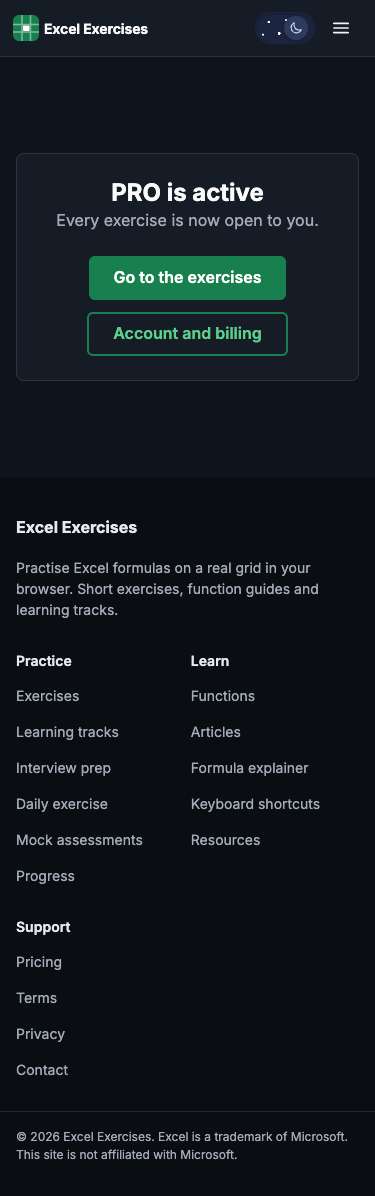 Excel Exercises
PRO is active
Every exercise is now open to you.
Go to the exercises
Account and billing
Excel Exercises
Practise Excel formulas on a real grid in your
browser. Short exercises, function guides and
learning tracks.
Practice
Exercises
Learning tracks
Interview prep
Daily exercise
Mock assessments
Progress
Learn
Functions
Articles
Formula explainer
Keyboard shortcuts
Resources
Support
Pricing
Terms
Privacy
Contact
© 2026 Excel Exercises. Excel is a trademark of Microsoft.
This site is not affiliated with Microsoft.